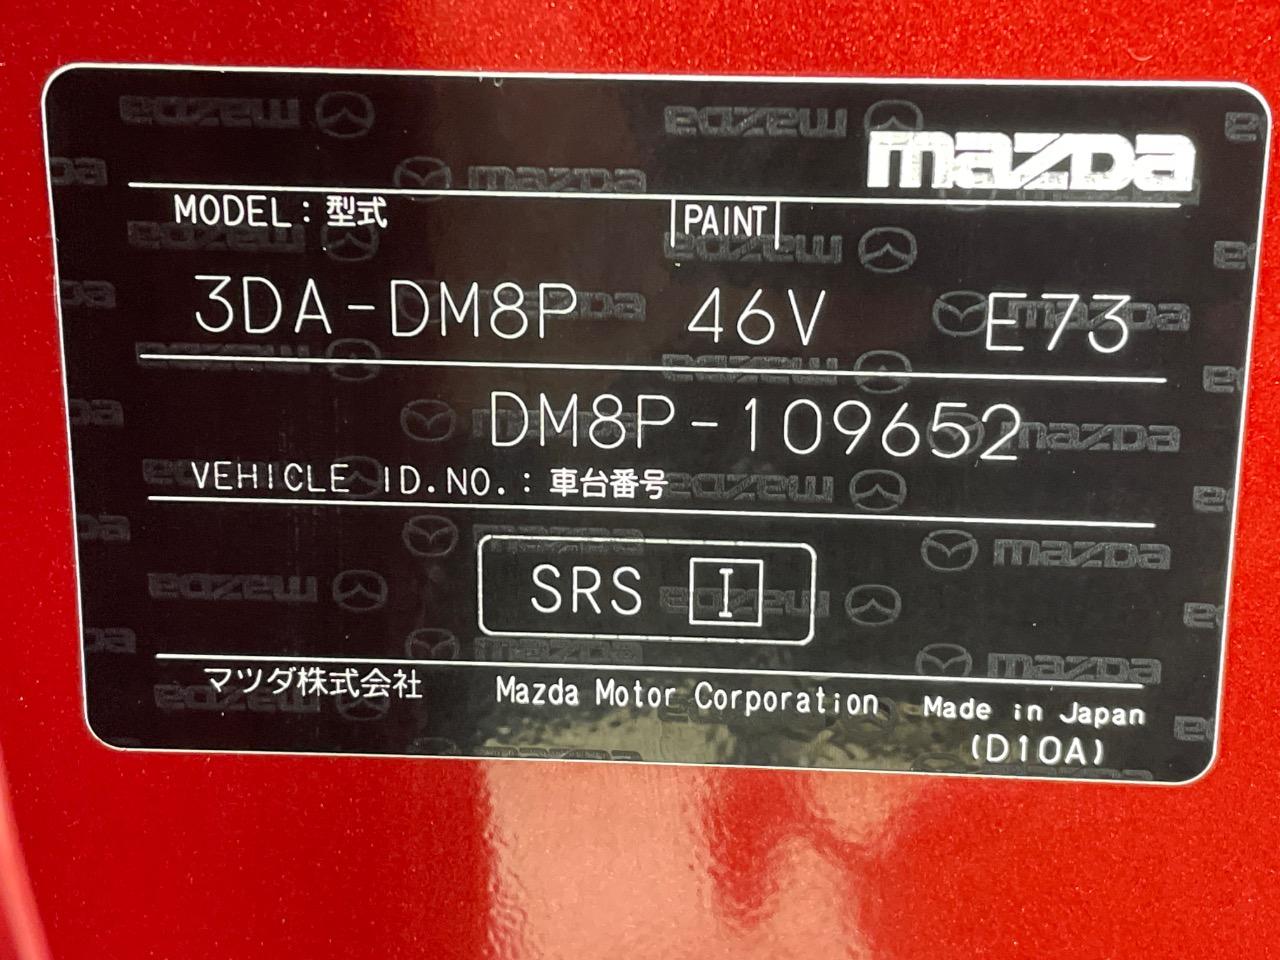 mazda
MODEL：型式 PAINT
3DA-DM8P 46V E73
DM8P-109652
VEHICLE ID.NO.：車台番号
SRS I
マツダ株式会社 Mazda Motor Corporation Made in Japan
(D10A)